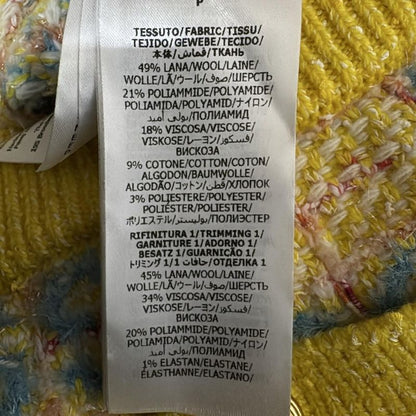 P
TESSUTO/FABRIC/TISSU/
TEJIDO/GEWEBE/TECIDO/
本体/قماش/ТКАНЬ
49% LANA/WOOL/LAINE/
WOLLE/LÃ/ウール/صوف/ШЕРСТЬ
21% POLIAMMIDE/POLYAMIDE/
POLIAMIDA/POLYAMID/ナイロン/
بولي أميد/ПОЛИАМИД
18% VISCOSA/VISCOSE/
VISKOSE/レーヨン/فسكوز/
ВИСКОЗА
9% COTONE/COTTON/COTON/
ALGODON/BAUMWOLLE/
ALGODÃO/コットン/قطن/ХЛОПОК
3% POLIESTERE/POLYESTER/
POLIÉSTER/POLIESTER/
ポリエステル/بوليستر/ПОЛИЭСТЕР
RIFINITURA 1/TRIMMING 1/
GARNITURE 1/ADORNO 1/
BESATZ 1/GUARNIÇÃO 1/
トリミング 1/حافات 1/ОТДЕЛКА 1
45% LANA/WOOL/LAINE/
WOLLE/LÃ/ウール/صوف/ШЕРСТЬ
34% VISCOSA/VISCOSE/
VISKOSE/レーヨン/فسكوز/
ВИСКОЗА
20% POLIAMMIDE/POLYAMIDE/
POLIAMIDA/POLYAMID/ナイロン/
بولي أميد/ПОЛИАМИД
1% ELASTAN/ELASTANE/
ÉLASTHANNE/ELASTANO/